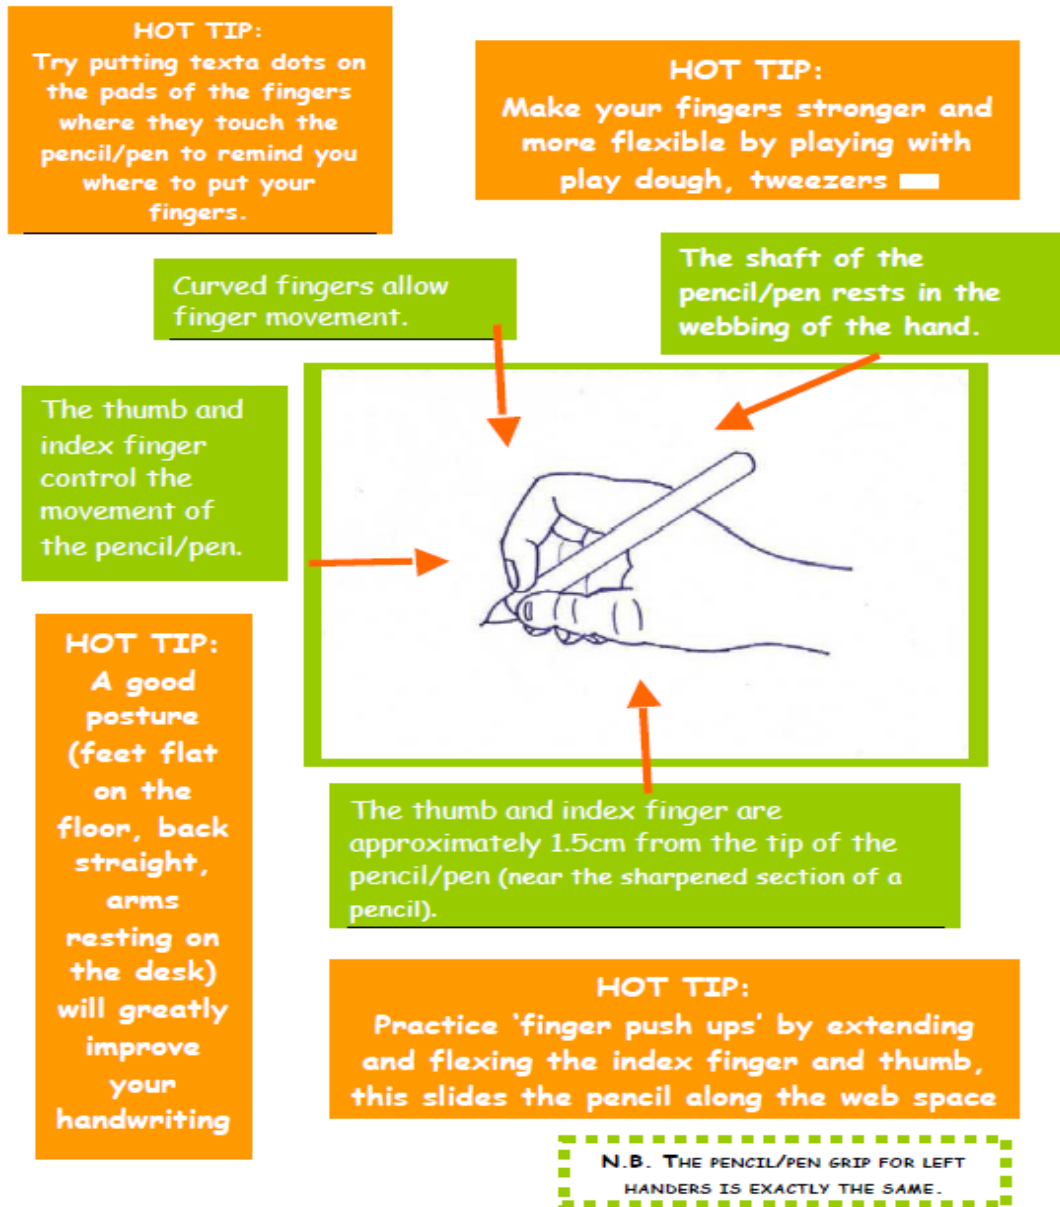 HOT TIP:
Try putting texta dots on
the pads of the fingers
where they touch the
pencil/pen to remind you
where to put your
fingers.
HOT TIP:
Make your fingers stronger and
more flexible by playing with
play dough, tweezers
Curved fingers allow
finger movement.
The shaft of the
pencil/pen rests in the
webbing of the hand.
The thumb and
index finger
control the
movement of
the pencil/pen.
HOT TIP:
A good
posture
(feet flat
on the
floor, back
straight,
arms
resting on
the desk)
will greatly
improve
your
handwriting
The thumb and index finger are
approximately 1.5cm from the tip of the
pencil/pen (near the sharpened section of a
pencil).
HOT TIP:
Practice 'finger push ups' by extending
and flexing the index finger and thumb,
this slides the pencil along the web space
N.B. THE PENCIL/PEN GRIP FOR LEFT
HANDERS IS EXACTLY THE SAME.